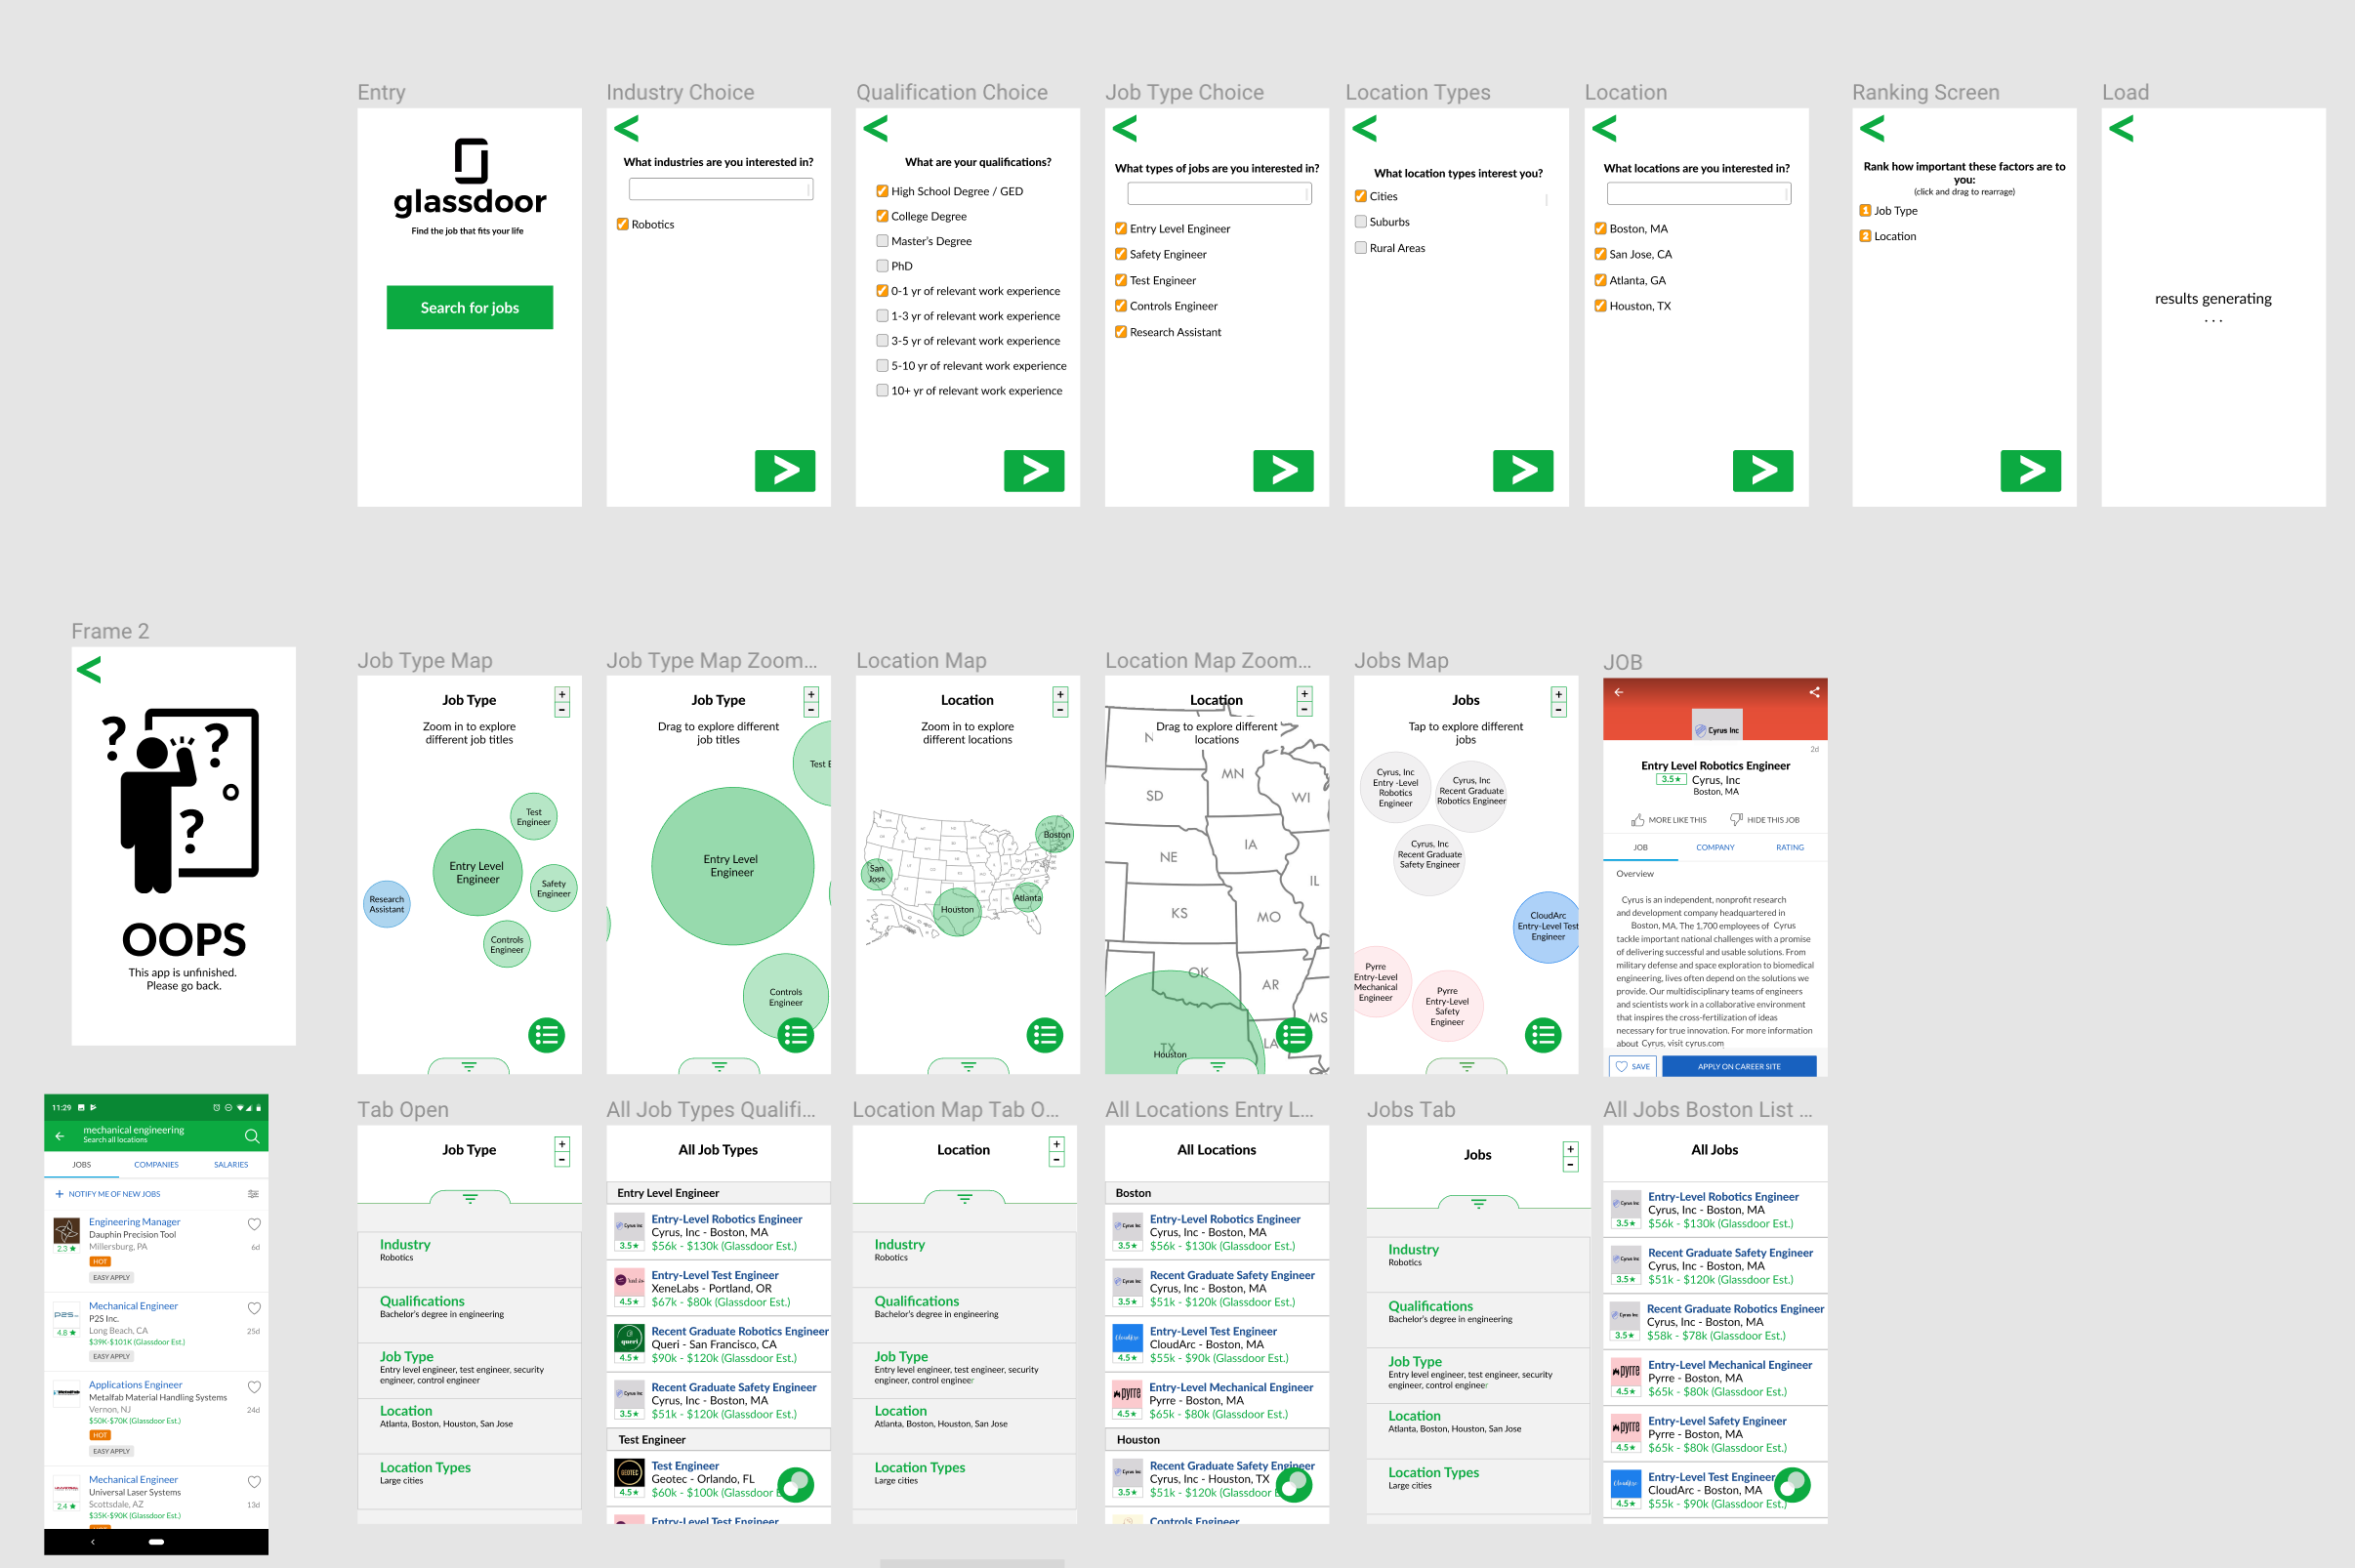 Entry
glassdoor
Find the job that fits your life
Search for jobs
Industry Choice
<
What industries are you interested in?
Robotics
>
Qualification Choice
<
What are your qualifications?
High School Degree / GED
College Degree
Master's Degree
PhD
0-1 yr of relevant work experience
1-3 yr of relevant work experience
3-5 yr of relevant work experience
5-10 yr of relevant work experience
10+ yr of relevant work experience
>
Job Type Choice
<
What types of jobs are you interested in?
Entry Level Engineer
Safety Engineer
Test Engineer
Controls Engineer
Research Assistant
>
Location Types
<
What location types interest you?
Cities
Suburbs
Rural Areas
>
Location
<
What locations are you interested in?
Boston, MA
San Jose, CA
Atlanta, GA
Houston, TX
>
Ranking Screen
<
Rank how important these factors are to
you:
(click and drag to rearrage)
1 Job Type
2 Location
>
Load
<
results generating
. . .
Frame 2
<
? ? ?
OOPS
This app is unfinished.
Please go back.
Job Type Map
Job Type
+
-
Zoom in to explore
different job titles
Test
Engineer
Entry Level
Engineer
Safety
Engineer
Research
Assistant
Controls
Engineer
Job Type Map Zoom...
Job Type
+
-
Drag to explore different
job titles
Test E
Entry Level
Engineer
Controls
Engineer
Location Map
Location
+
-
Zoom in to explore
different locations
Boston
San
Jose
Atlanta
Houston
Location Map Zoom...
Location
+
-
Drag to explore different
locations
N
MN
SD
WI
IA
NE
IL
KS
MO
OK
AR
MS
TX
LA
Houston
Jobs Map
Jobs
+
-
Tap to explore different
jobs
Cyrus, Inc
Entry -Level
Robotics
Engineer
Cyrus, Inc
Recent Graduate
Robotics Engineer
Cyrus, Inc
Recent Graduate
Safety Engineer
CloudArc
Entry-Level Test
Engineer
Pyrre
Entry-Level
Mechanical
Engineer
Pyrre
Entry-Level
Safety
Engineer
JOB
Cyrus Inc
2d
Entry Level Robotics Engineer
3.5★ Cyrus, Inc
Boston, MA
MORE LIKE THIS
HIDE THIS JOB
JOB COMPANY RATING
Overview
Cyrus is an independent, nonprofit research
and development company headquartered in
Boston, MA. The 1,700 employees of Cyrus
tackle important national challenges with a promise
of delivering successful and usable solutions. From
military defense and space exploration to biomedical
engineering, lives often depend on the solutions we
provide. Our multidisciplinary teams of engineers
and scientists work in a collaborative environment
that inspires the cross-fertilization of ideas
necessary for true innovation. For more information
about Cyrus, visit cyrus.com
SAVE
APPLY ON CAREER SITE
11:29
mechanical engineering
Search all locations
JOBS COMPANIES SALARIES
+ NOTIFY ME OF NEW JOBS
Engineering Manager
Dauphin Precision Tool
Millersburg, PA
2.3 ★
6d
HOT
EASY APPLY
P2S
Mechanical Engineer
P2S Inc.
Long Beach, CA
4.8 ★
25d
$39K-$101K (Glassdoor Est.)
EASY APPLY
Applications Engineer
Metalfab Material Handling Systems
Vernon, NJ
24d
$50K-$70K (Glassdoor Est.)
HOT
EASY APPLY
Mechanical Engineer
Universal Laser Systems
Scottsdale, AZ
2.4 ★
13d
$35K-$90K (Glassdoor Est.)
Tab Open
Job Type
+
-
Industry
Robotics
Qualifications
Bachelor's degree in engineering
Job Type
Entry level engineer, test engineer, security
engineer, control engineer
Location
Atlanta, Boston, Houston, San Jose
Location Types
Large cities
All Job Types Qualifi...
All Job Types
Entry Level Engineer
Cyrus Inc
Entry-Level Robotics Engineer
Cyrus, Inc - Boston, MA
3.5★
$56k - $130k (Glassdoor Est.)
Entry-Level Test Engineer
XeneLabs - Portland, OR
4.5★
$67k - $80k (Glassdoor Est.)
queri
Recent Graduate Robotics Engineer
Queri - San Francisco, CA
4.5★
$90k - $120k (Glassdoor Est.)
Cyrus Inc
Recent Graduate Safety Engineer
Cyrus, Inc - Boston, MA
3.5★
$51k - $120k (Glassdoor Est.)
Test Engineer
GEOTEC
Test Engineer
Geotec - Orlando, FL
4.5★
$60k - $100k (Glassdoor E
Entry-Level Test Engineer
Location Map Tab O...
Location
+
-
Industry
Robotics
Qualifications
Bachelor's degree in engineering
Job Type
Entry level engineer, test engineer, security
engineer, control engineer
Location
Atlanta, Boston, Houston, San Jose
Location Types
Large cities
All Locations Entry L...
All Locations
Boston
Cyrus Inc
Entry-Level Robotics Engineer
Cyrus, Inc - Boston, MA
3.5★
$56k - $130k (Glassdoor Est.)
Cyrus Inc
Recent Graduate Safety Engineer
Cyrus, Inc - Boston, MA
3.5★
$51k - $120k (Glassdoor Est.)
CloudArc
Entry-Level Test Engineer
CloudArc - Boston, MA
4.5★
$55k - $90k (Glassdoor Est.)
pyrre
Entry-Level Mechanical Engineer
Pyrre - Boston, MA
4.5★
$65k - $80k (Glassdoor Est.)
Houston
Cyrus Inc
Recent Graduate Safety Engineer
Cyrus, Inc - Houston, TX
3.5★
$51k - $120k (Glassdoor E
Controls Engineer
Jobs Tab
Jobs
+
-
Industry
Robotics
Qualifications
Bachelor's degree in engineering
Job Type
Entry level engineer, test engineer, security
engineer, control engineer
Location
Atlanta, Boston, Houston, San Jose
Location Types
Large cities
All Jobs Boston List ...
All Jobs
Cyrus Inc
Entry-Level Robotics Engineer
Cyrus, Inc - Boston, MA
3.5★
$56k - $130k (Glassdoor Est.)
Cyrus Inc
Recent Graduate Safety Engineer
Cyrus, Inc - Boston, MA
3.5★
$51k - $120k (Glassdoor Est.)
Cyrus Inc
Recent Graduate Robotics Engineer
Cyrus, Inc - Boston, MA
3.5★
$58k - $78k (Glassdoor Est.)
pyrre
Entry-Level Mechanical Engineer
Pyrre - Boston, MA
4.5★
$65k - $80k (Glassdoor Est.)
pyrre
Entry-Level Safety Engineer
Pyrre - Boston, MA
4.5★
$65k - $80k (Glassdoor Est.)
CloudArc
Entry-Level Test Engineer
CloudArc - Boston, MA
4.5★
$55k - $90k (Glassdoor Est.)